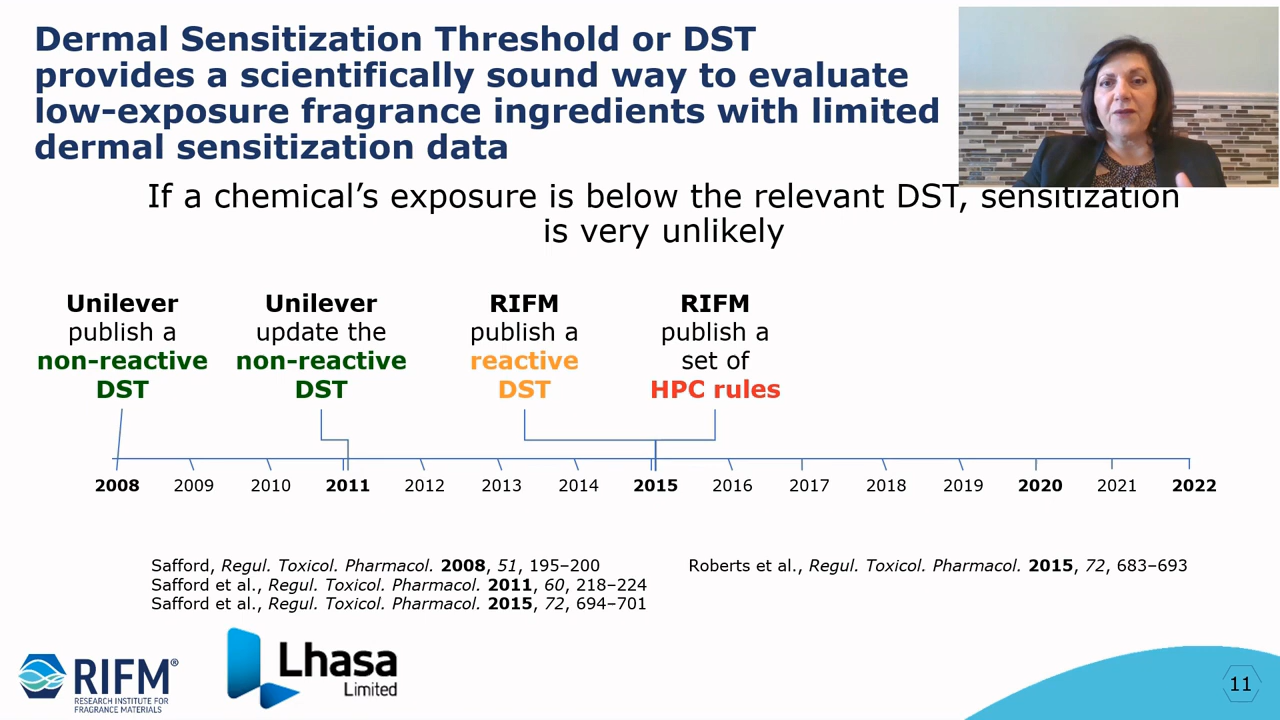 Dermal Sensitization Threshold or DST
provides a scientifically sound way to evaluate
low-exposure fragrance ingredients with limited
dermal sensitization data
If a chemical’s exposure is below the relevant DST, sensitization
is very unlikely
Unilever
publish a
non-reactive
DST
Unilever
update the
non-reactive
DST
RIFM
publish a
reactive
DST
RIFM
publish a
set of
HPC rules
2008 2009 2010 2011 2012 2013 2014 2015 2016 2017 2018 2019 2020 2021 2022
Safford, Regul. Toxicol. Pharmacol. 2008, 51, 195–200
Safford et al., Regul. Toxicol. Pharmacol. 2011, 60, 218–224
Safford et al., Regul. Toxicol. Pharmacol. 2015, 72, 694–701
Roberts et al., Regul. Toxicol. Pharmacol. 2015, 72, 683–693
RIFM®
RESEARCH INSTITUTE FOR
FRAGRANCE MATERIALS
Lhasa
Limited
11